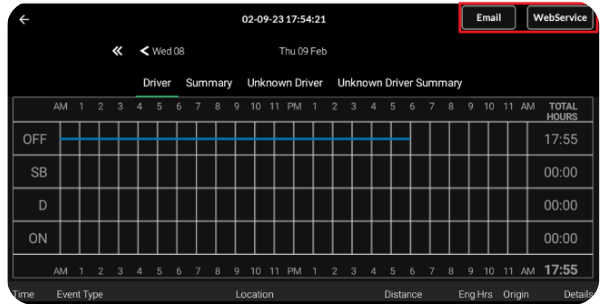 ← 02-09-23 17:54:21 Email WebService
« < Wed 08 Thu 09 Feb
Driver Summary Unknown Driver Unknown Driver Summary
AM 1 2 3 4 5 6 7 8 9 10 11 PM 1 2 3 4 5 6 7 8 9 10 11 AM TOTAL HOURS
OFF 17:55
SB 00:00
D 00:00
ON 00:00
AM 1 2 3 4 5 6 7 8 9 10 11 PM 1 2 3 4 5 6 7 8 9 10 11 AM 17:55
Time Event Type Location Distance Eng Hrs Origin Details